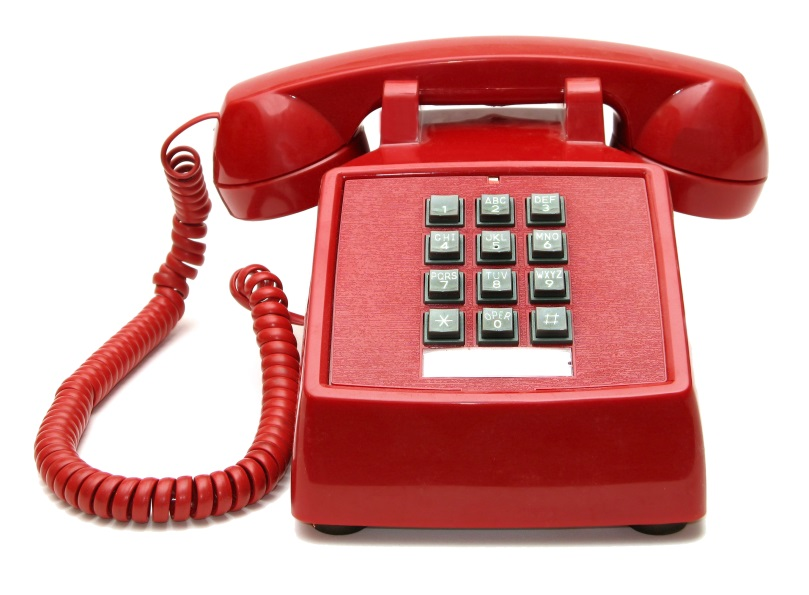 1 ABC 2 DEF 3
GHI 4 JKL 5 MNO 6
PQRS 7 TUV 8 WXYZ 9
* OPER 0 #